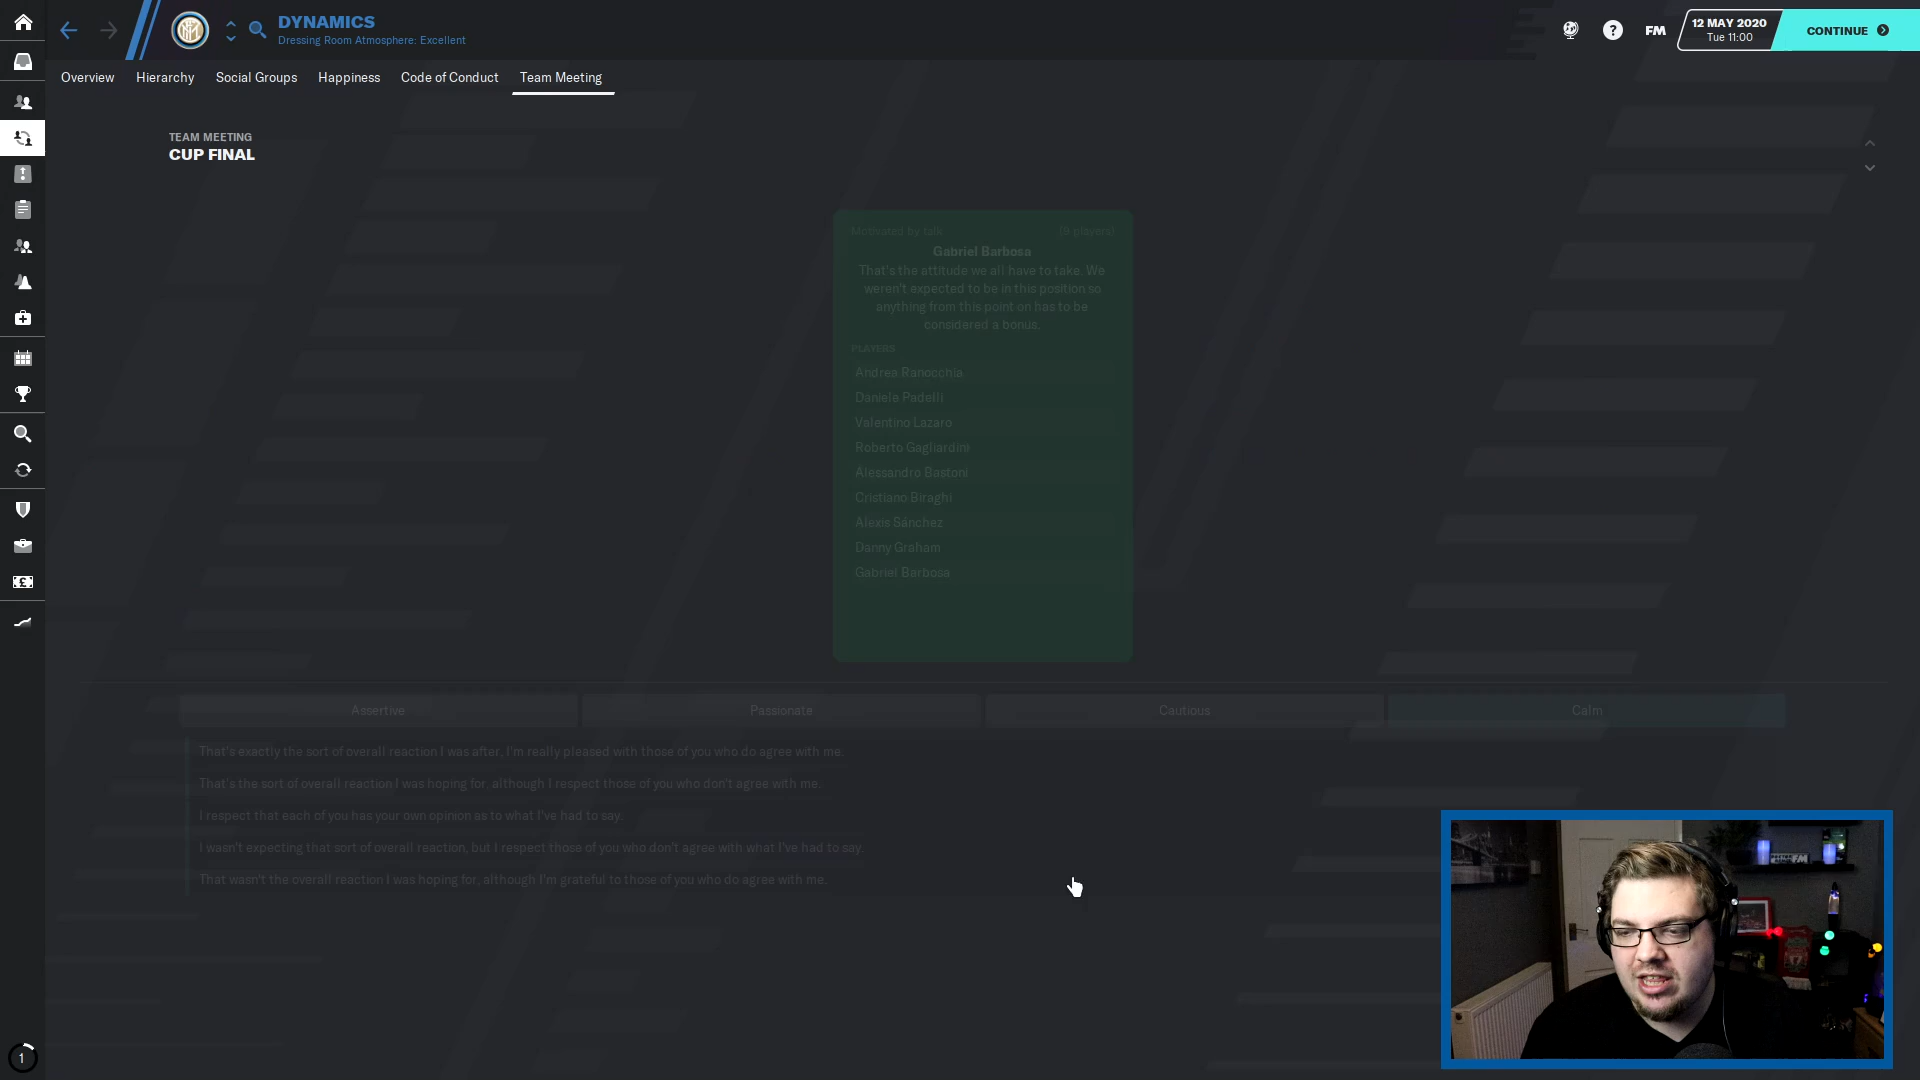 DYNAMICS
Dressing Room Atmosphere: Excellent
FM
12 MAY 2020
Tue 11:00
CONTINUE
Overview
Hierarchy
Social Groups
Happiness
Code of Conduct
Team Meeting
TEAM MEETING
CUP FINAL
Motivated by talk
(9 players)
Gabriel Barbosa
That's the attitude we all have to take. We
weren't expected to be in this position so
anything from this point on has to be
considered a bonus.
PLAYERS
Andrea Ranocchia
Daniele Padelli
Valentino Lazaro
Roberto Gagliardini
Alessandro Bastoni
Cristiano Biraghi
Alexis Sánchez
Danny Graham
Gabriel Barbosa
Assertive
Passionate
Cautious
Calm
That's exactly the sort of overall reaction I was after, I'm really pleased with those of you who do agree with me.
That's the sort of overall reaction I was hoping for, although I respect those of you who don't agree with me.
I respect that each of you has your own opinion as to what I've had to say.
I wasn't expecting that sort of overall reaction, but I respect those of you who don't agree with what I've had to say.
That wasn't the overall reaction I was hoping for, although I'm grateful to those of you who do agree with me.
1